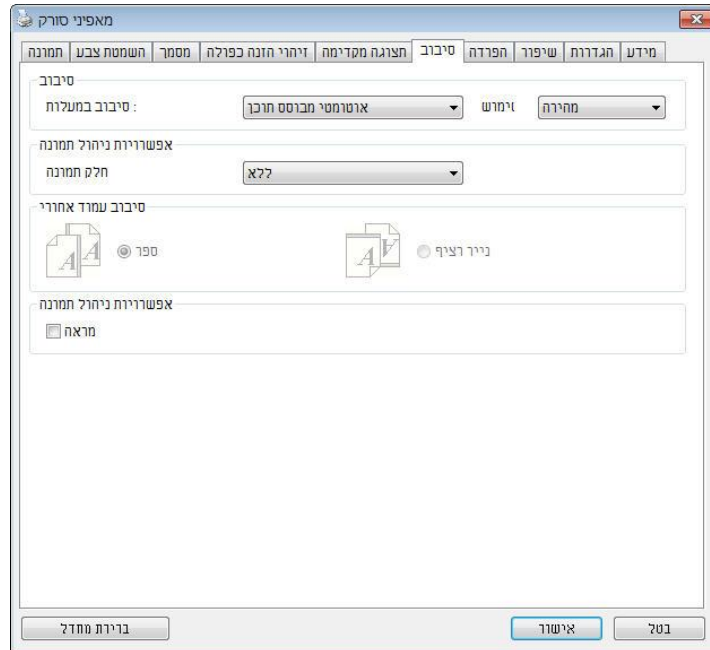 מאפיני סורק
תמונה השמטת צבע מסמך זיהוי הזנה כפולה תצוגה מקדימה סיבוב הפרדה שיפור הגדרות מידע
סיבוב
סיבוב במעלות :
אוטומטי מבוסס תוכן
ימוש
מהירה
אפשרויות ניהול תמונה
חלק תמונה
ללא
סיבוב עמוד אחורי
A A
ספר
A A
נייר רציף
אפשרויות ניהול תמונה
מראה
ברירת מחדל
אישור
בטל